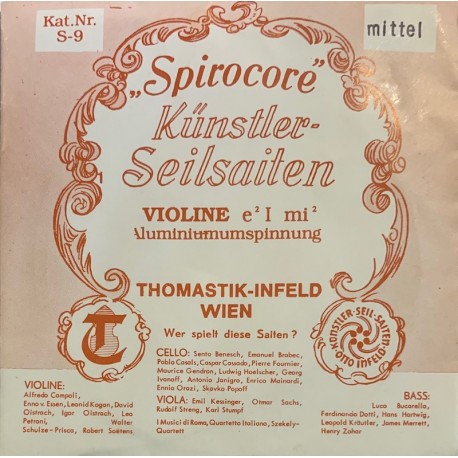 Kat.Nr.
S-9
mittel
„Spirocore"
Künstler-
Seilsaiten
VIOLINE e² I mi²
Aluminiumumspinnung
THOMASTIK-INFELD
WIEN
Wer spielt diese Saiten?
T
KÜNSTLER-SEIL-SAITEN
OTTO INFELD
CELLO: Senta Benesch, Emanuel Brabec,
Pablo Casals, Gaspar Cassado, Pierre Fournier,
Maurice Gendron, Ludwig Hoelscher, Georg
Ivanoff, Antonio Janigro, Enrico Mainardi,
Ennio Orazi, Slavko Popoff
VIOLA: Emil Kessinger, Otmar Sachs,
Rudolf Streng, Karl Stumpf
I Musici di Roma, Quartetto Italiano, Szekely-
Quartett
VIOLINE:
Alfredo Campoli,
Enno v. Essen, Leonid Kogan, David
Oistrach, Igor Oistrach, Leo
Petroni, Walter
Schulze-Prisca, Robert Soëtens
BASS:
Luca Bucarella,
Ferdinando Dotti, Hans Hartwig,
Leopold Kräutler, James Merrett,
Henry Zahar